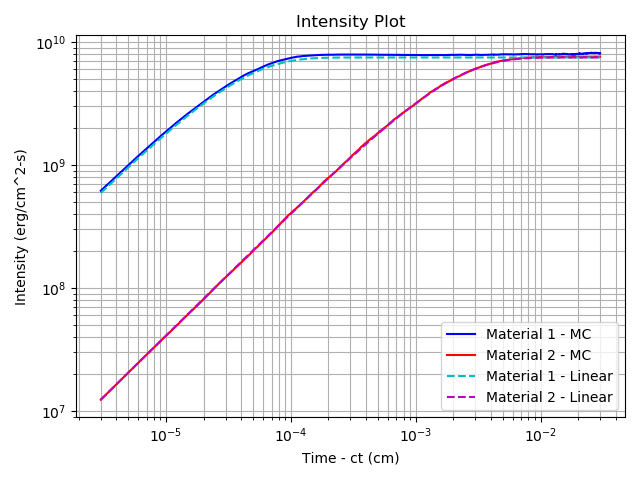 Intensity Plot
Intensity (erg/cm^2-s)
10^10
10^9
10^8
10^7
Material 1 - MC
Material 2 - MC
Material 1 - Linear
Material 2 - Linear
10^-5
10^-4
10^-3
10^-2
Time - ct (cm)